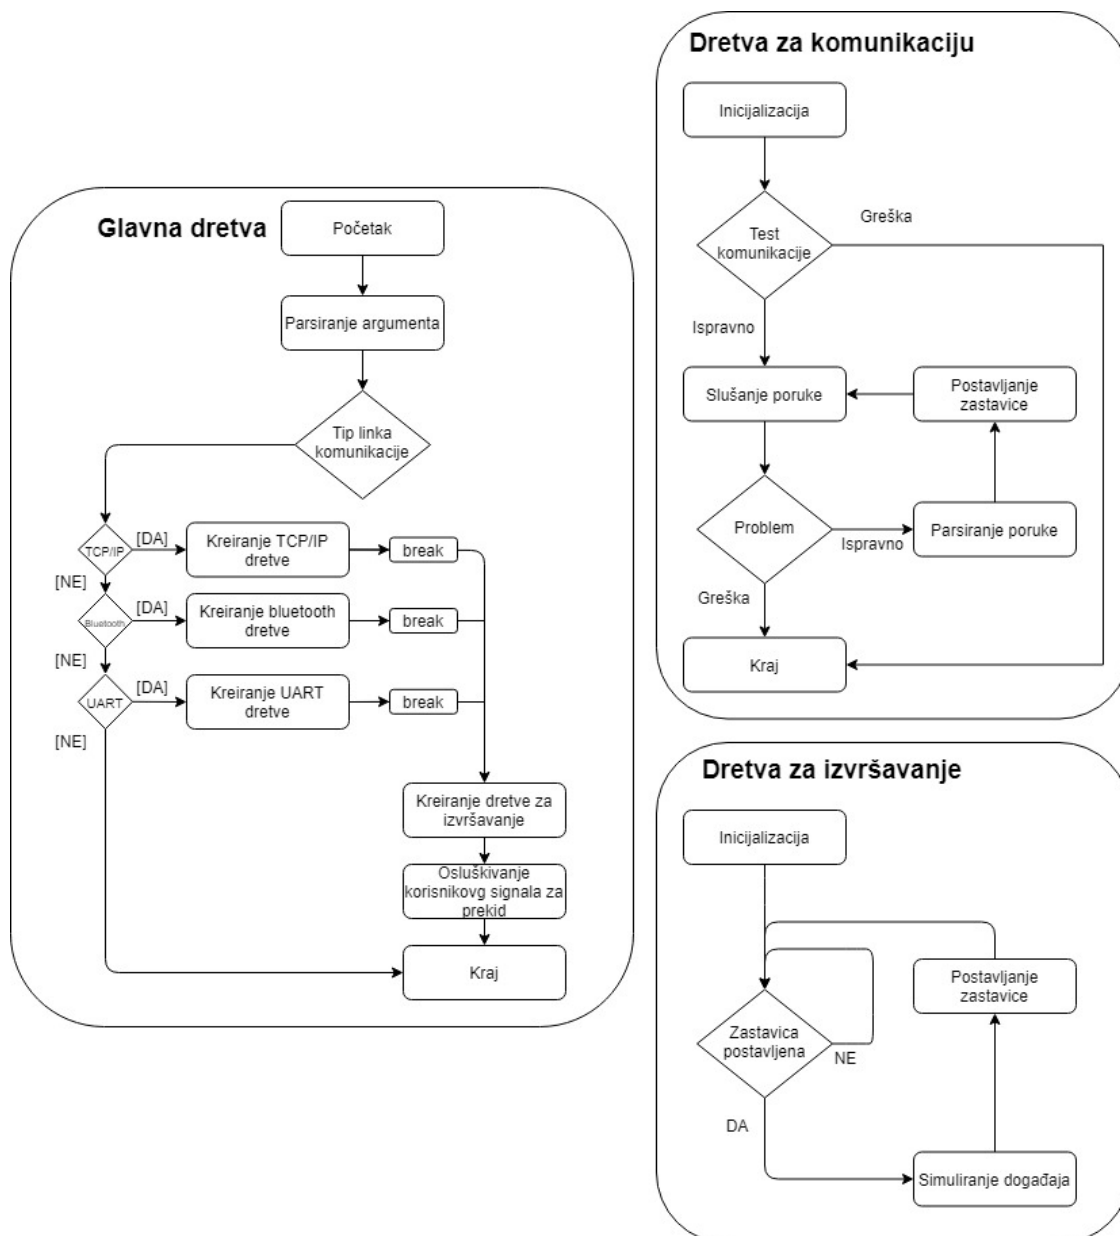 Glavna dretva
Početak
Parsiranje argumenta
Tip linka
komunikacije
TCP/IP
[DA]
Kreiranje TCP/IP
dretve
break
[NE]
Bluetooth
[DA]
Kreiranje bluetooth
dretve
break
[NE]
UART
[DA]
Kreiranje UART
dretve
break
[NE]
Kreiranje dretve za
izvršavanje
Osluškivanje
korisnikovg signala za
prekid
Kraj
Dretva za komunikaciju
Inicijalizacija
Test
komunikacije
Greška
Ispravno
Slušanje poruke
Postavljanje
zastavice
Problem
Ispravno
Parsiranje poruke
Greška
Kraj
Dretva za izvršavanje
Inicijalizacija
Postavljanje
zastavice
Zastavica
postavljena
NE
DA
Simuliranje događaja